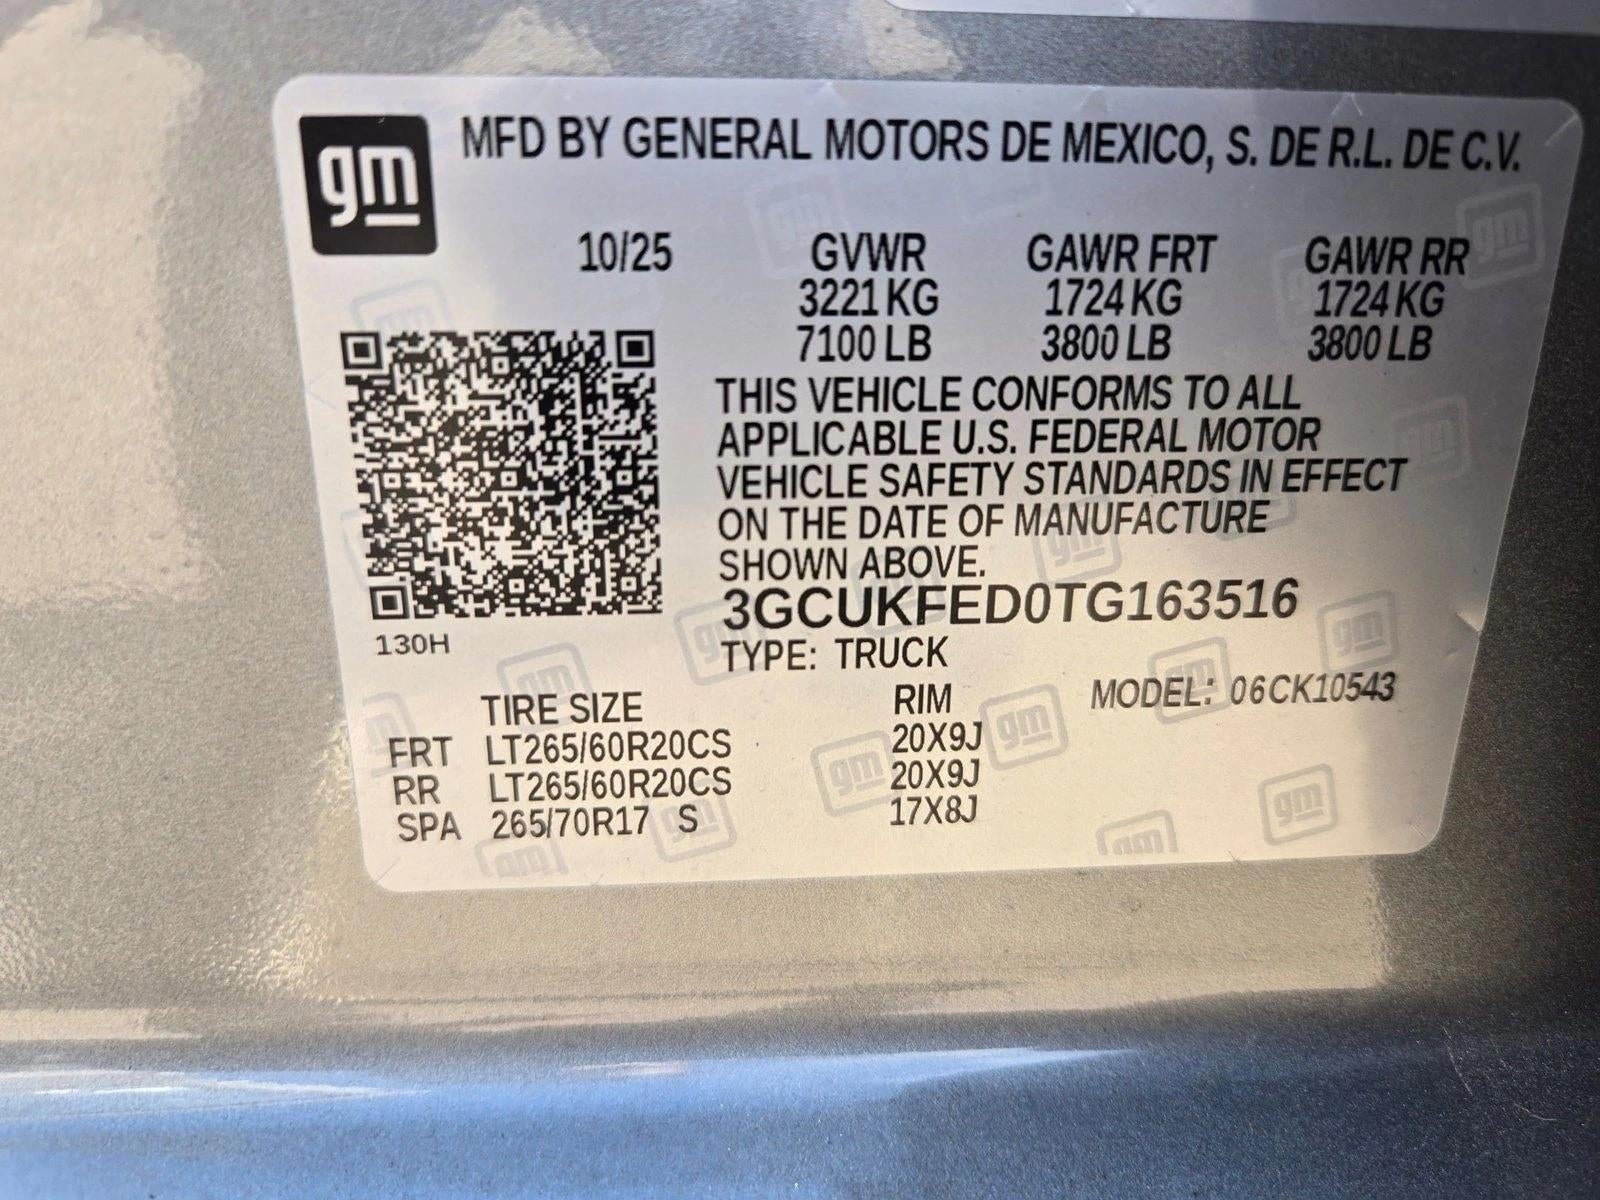 gm MFD BY GENERAL MOTORS DE MEXICO, S. DE R.L. DE C.V.
10/25 GVWR GAWR FRT GAWR RR
3221 KG 1724 KG 1724 KG
7100 LB 3800 LB 3800 LB
THIS VEHICLE CONFORMS TO ALL
APPLICABLE U.S. FEDERAL MOTOR
VEHICLE SAFETY STANDARDS IN EFFECT
ON THE DATE OF MANUFACTURE
SHOWN ABOVE.
3GCUKFED0TG163516
130H
TYPE: TRUCK
TIRE SIZE RIM MODEL: 06CK10543
FRT LT265/60R20CS 20X9J
RR LT265/60R20CS 20X9J
SPA 265/70R17 S 17X8J